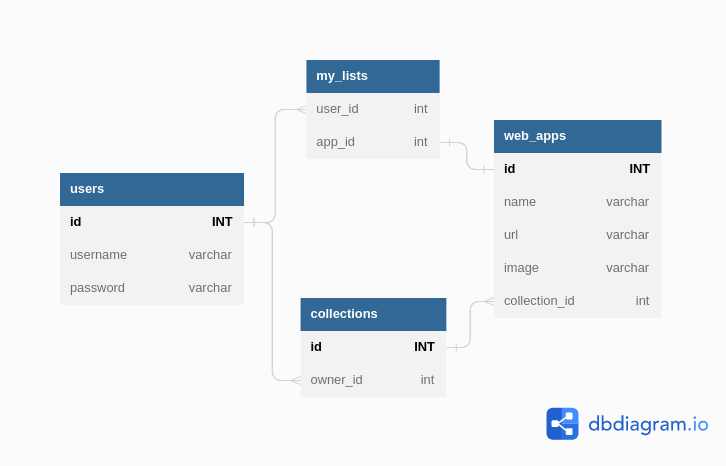 my_lists
user_id int
app_id int
web_apps
id INT
name varchar
url varchar
image varchar
collection_id int
users
id INT
username varchar
password varchar
collections
id INT
owner_id int
dbdiagram.io